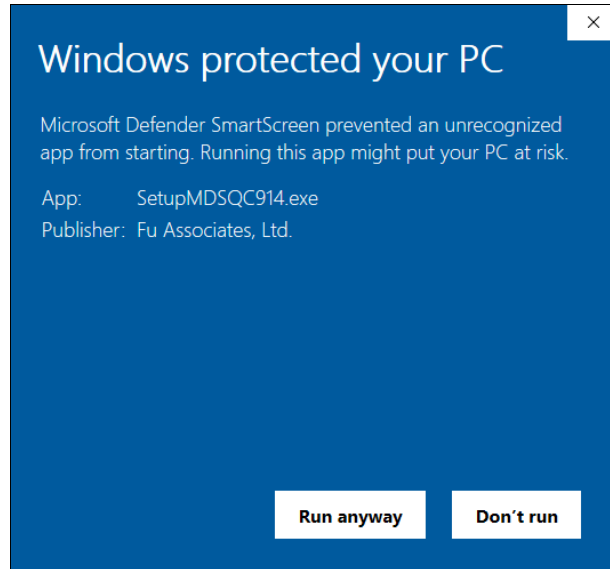 Windows protected your PC
Microsoft Defender SmartScreen prevented an unrecognized
app from starting. Running this app might put your PC at risk.
App: SetupMDSQC914.exe
Publisher: Fu Associates, Ltd.
Run anyway Don’t run